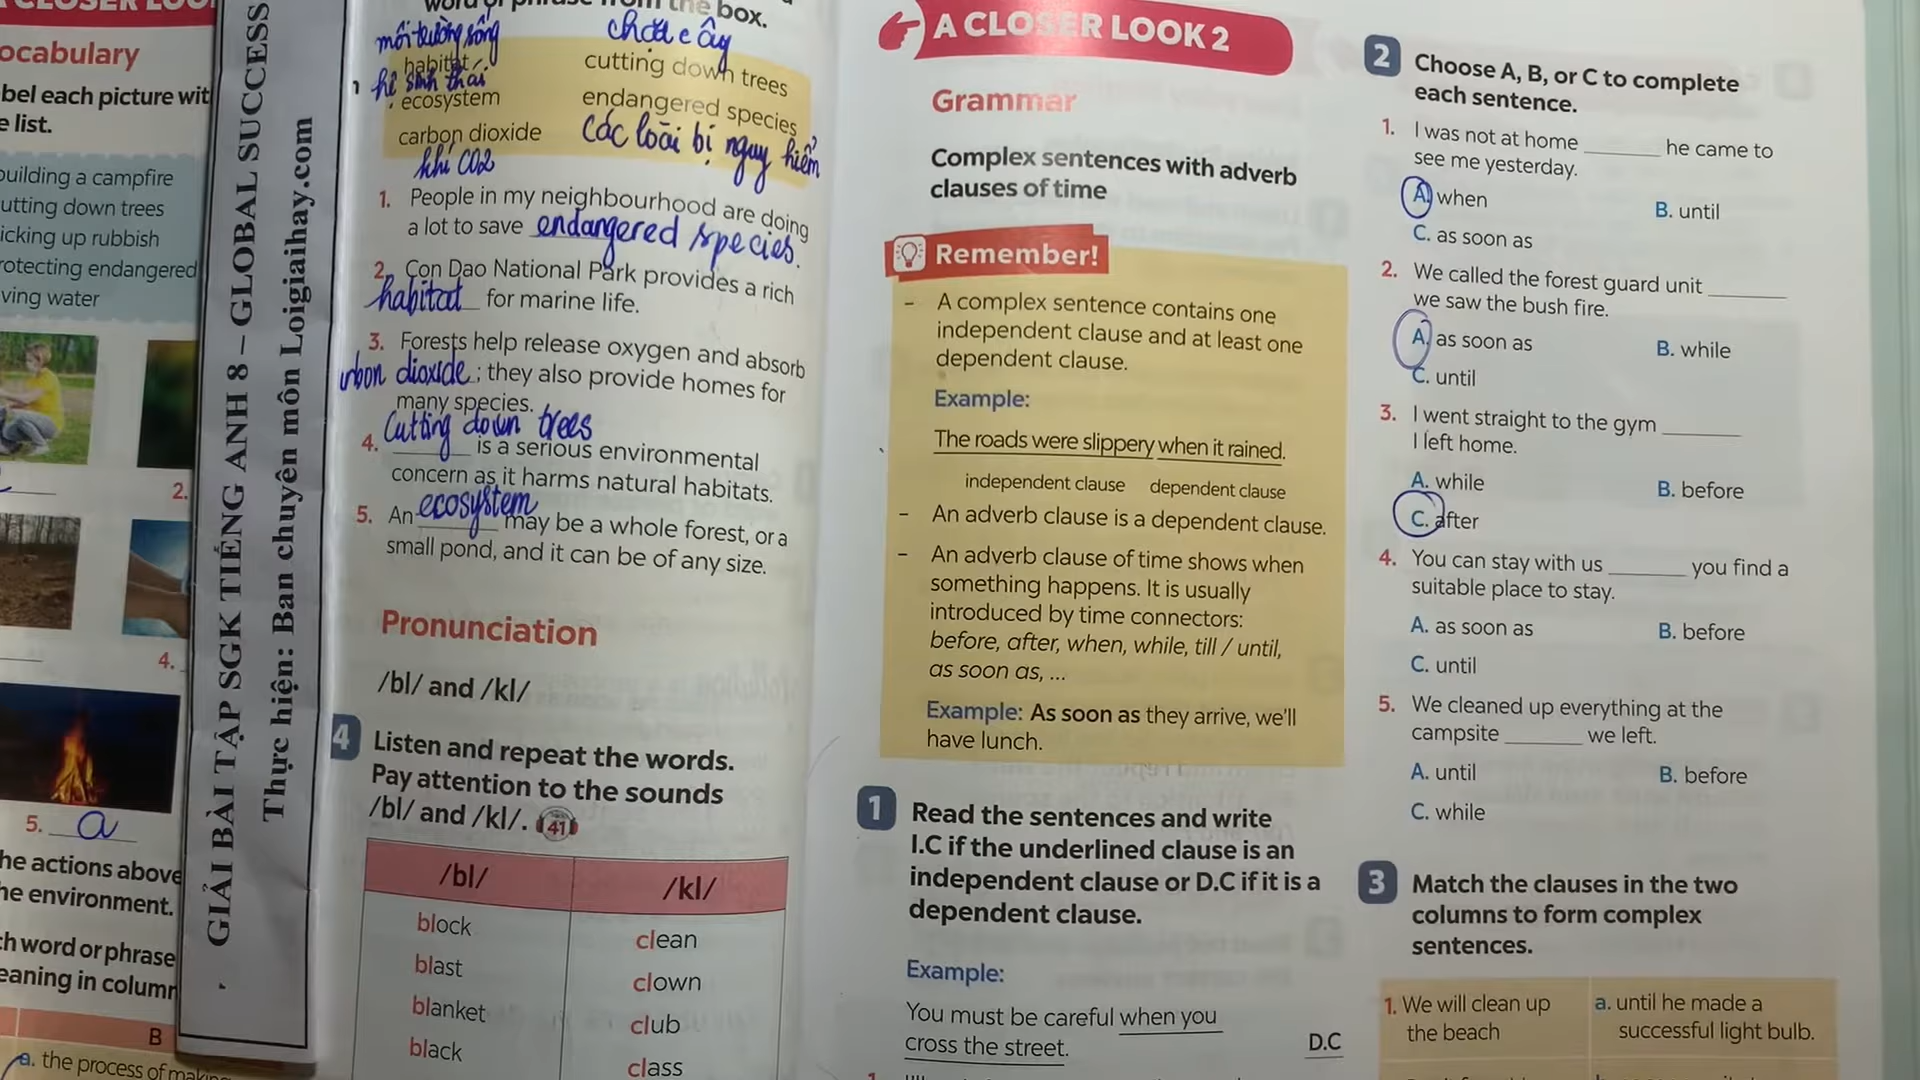 ocabulary
bel each picture wit
e list.
building a campfire
utting down trees
icking up rubbish
rotecting endangered
ving water
2.
4.
5. a
he actions above
he environment.
ch word or phrase
eaning in column
B
a. the process of
GIẢI BÀI TẬP SGK TIẾNG ANH 8 – GLOBAL SUCCESS
Thực hiện: Ban chuyên môn Loigiaihay.com
the box.
môi trường sống
habitat
hệ sinh thái
ecosystem
carbon dioxide
khí CO2
chặt cây
cutting down trees
endangered species
Các loài bị nguy hiểm
1. People in my neighbourhood are doing
a lot to save endangered species.
2. Con Dao National Park provides a rich
habitat for marine life.
3. Forests help release oxygen and absorb
rbon dioxide; they also provide homes for
many species.
4. Cutting down trees is a serious environmental
concern as it harms natural habitats.
5. An ecosystem may be a whole forest, or a
small pond, and it can be of any size.
Pronunciation
/bl/ and /kl/
4 Listen and repeat the words.
Pay attention to the sounds
/bl/ and /kl/. 41
/bl/ /kl/
block clean
blast clown
blanket club
black class
A CLOSER LOOK 2
Grammar
Complex sentences with adverb
clauses of time
Remember!
– A complex sentence contains one
independent clause and at least one
dependent clause.
Example:
The roads were slippery when it rained.
independent clause dependent clause
– An adverb clause is a dependent clause.
– An adverb clause of time shows when
something happens. It is usually
introduced by time connectors:
before, after, when, while, till / until,
as soon as, ...
Example: As soon as they arrive, we'll
have lunch.
1 Read the sentences and write
I.C if the underlined clause is an
independent clause or D.C if it is a
dependent clause.
Example:
You must be careful when you
cross the street. D.C
2 Choose A, B, or C to complete
each sentence.
1. I was not at home ______ he came to
see me yesterday.
A. when B. until
C. as soon as
2. We called the forest guard unit ______
we saw the bush fire.
A. as soon as B. while
C. until
3. I went straight to the gym ______
I left home.
A. while B. before
C. after
4. You can stay with us ______ you find a
suitable place to stay.
A. as soon as B. before
C. until
5. We cleaned up everything at the
campsite ______ we left.
A. until B. before
C. while
3 Match the clauses in the two
columns to form complex
sentences.
1. We will clean up a. until he made a
the beach successful light bulb.